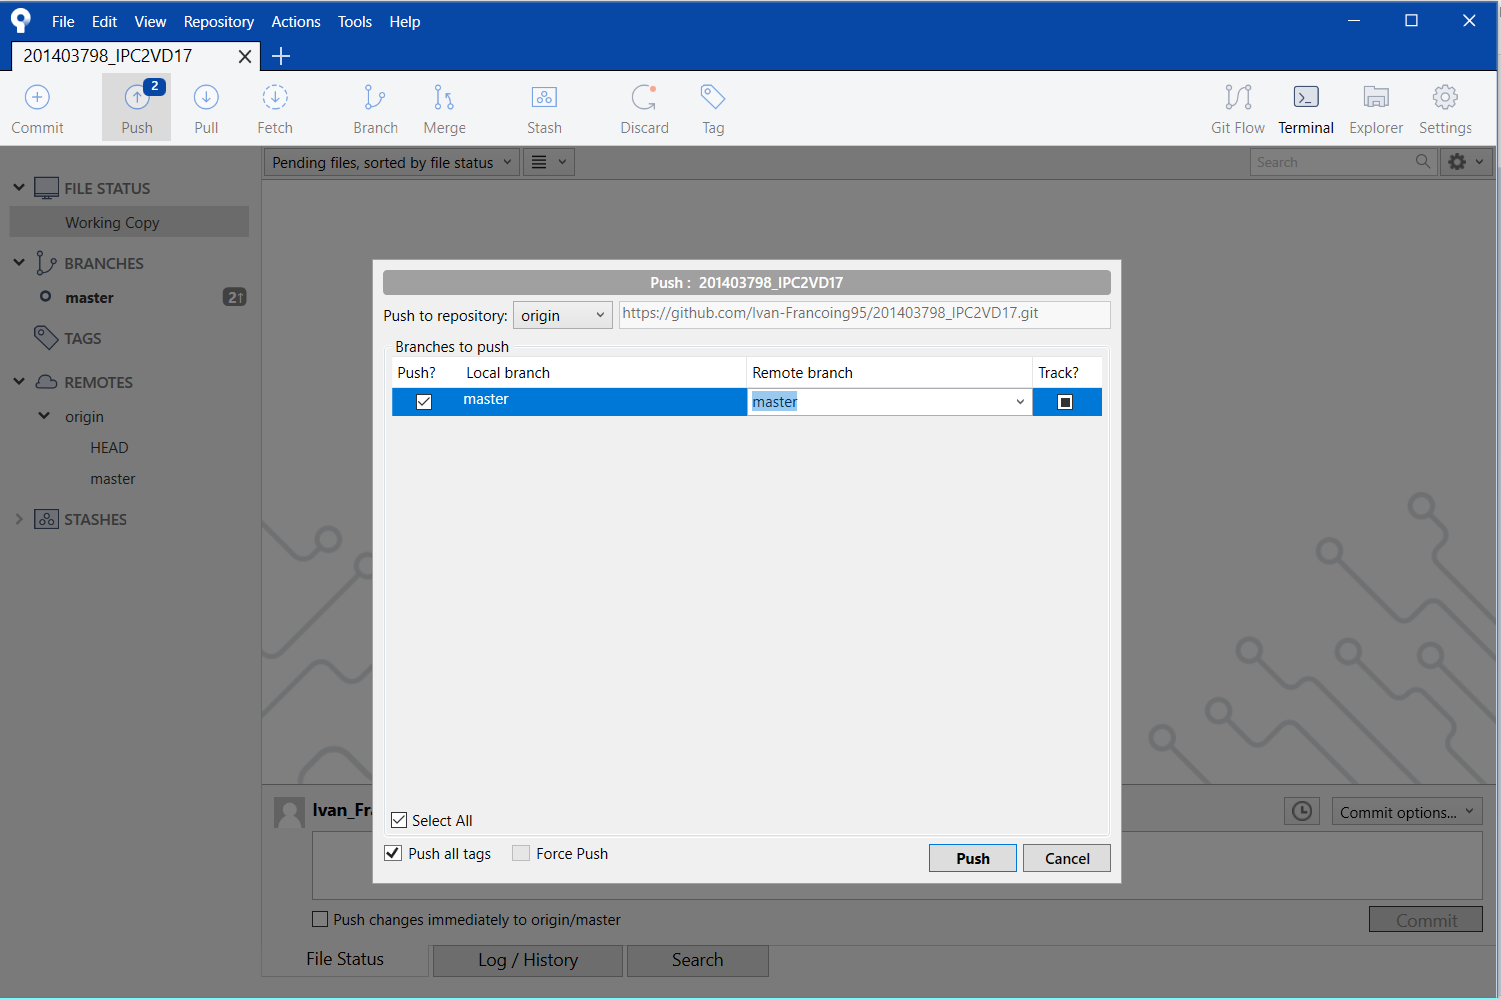 File Edit View Repository Actions Tools Help
201403798_IPC2VD17
2
Commit Push Pull Fetch Branch Merge Stash Discard Tag Git Flow Terminal Explorer Settings
Pending files, sorted by file status Search
FILE STATUS
Working Copy
BRANCHES
master 2↑
TAGS
REMOTES
origin
HEAD
master
STASHES
Push : 201403798_IPC2VD17
Push to repository: origin https://github.com/Ivan-Francoing95/201403798_IPC2VD17.git
Branches to push
Push? Local branch Remote branch Track?
master master
Select All
Push all tags Force Push Push Cancel
Ivan_Fr Commit options...
Push changes immediately to origin/master Commit
File Status Log / History Search